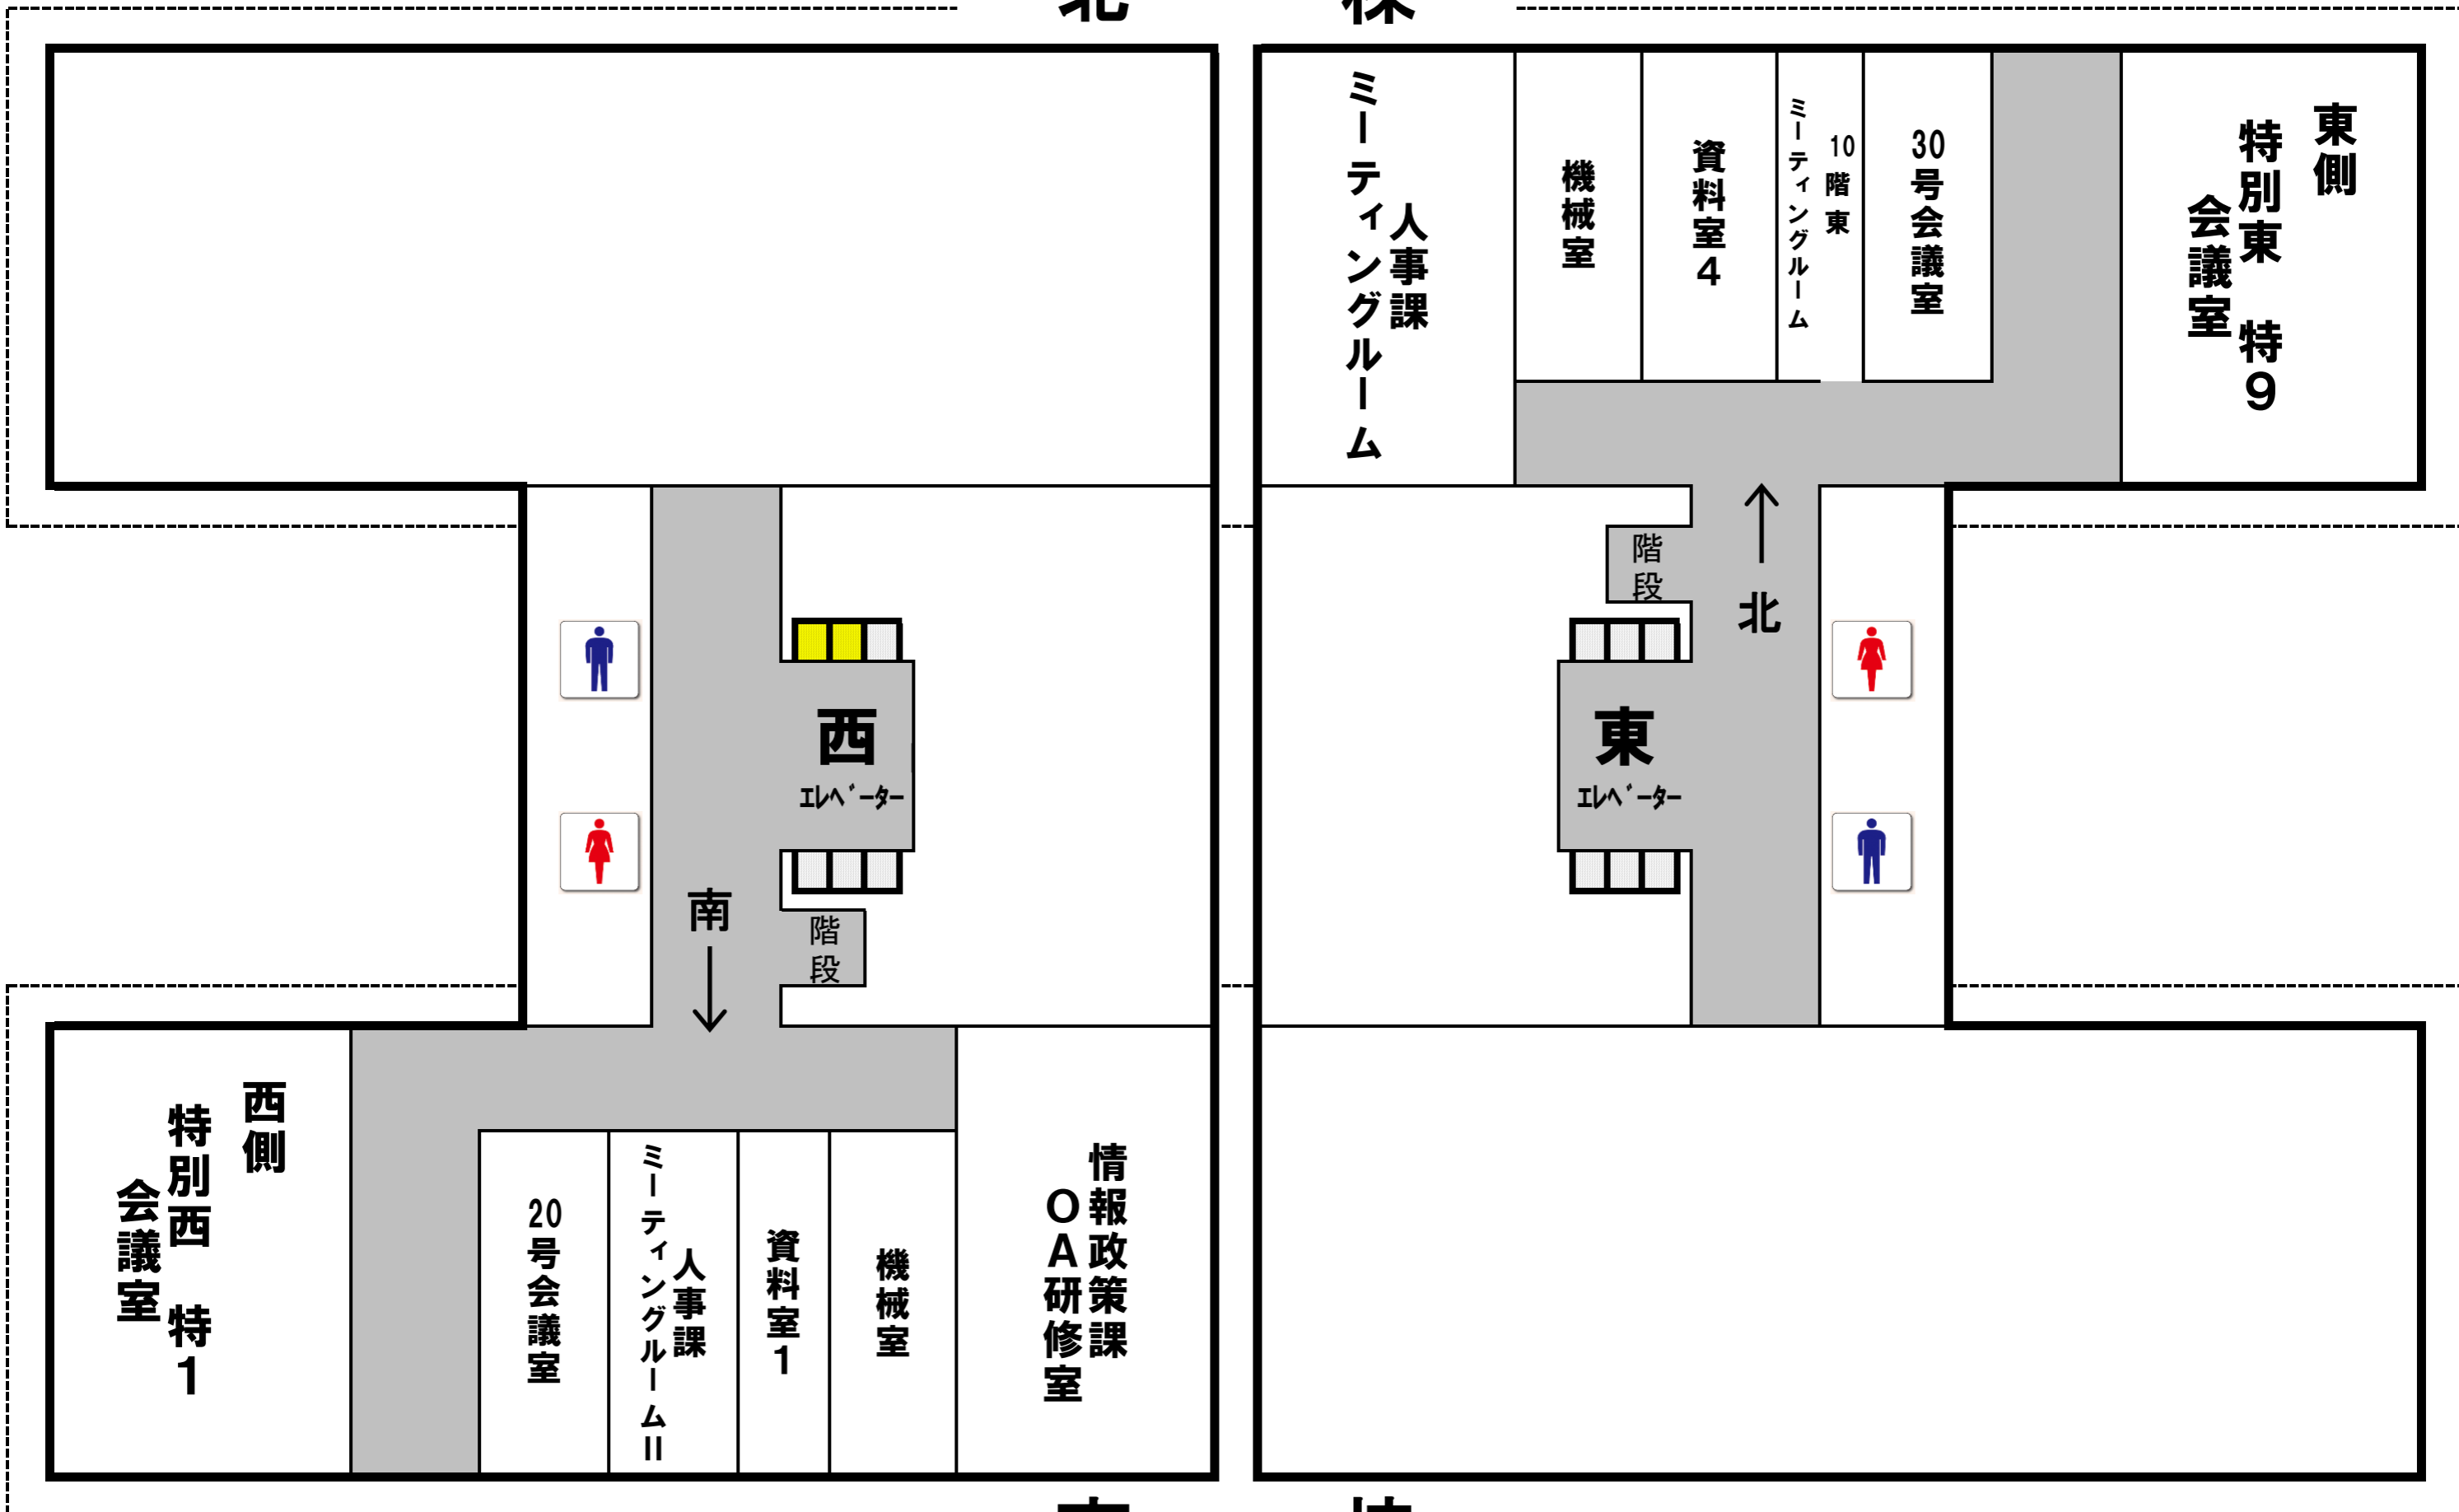 北 棟
人事課
ミーティングルーム
機械室
資料室4
10階東
ミーティングルーム
30号会議室
東側
特別東 特9
会議室
階段
北
西
エレベーター
東
エレベーター
南
階段
西側
特別西 特1
会議室
20号会議室
人事課
ミーティングルームⅡ
資料室1
機械室
情報政策課
OA研修室